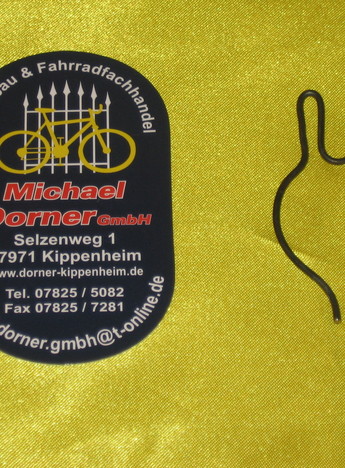 au & Fahrradfachhandel
Michael
Dorner GmbH
Selzenweg 1
7971 Kippenheim
www.dorner-kippenheim.de
Tel. 07825 / 5082
Fax 07825 / 7281
dorner.gmbh@t-online.de